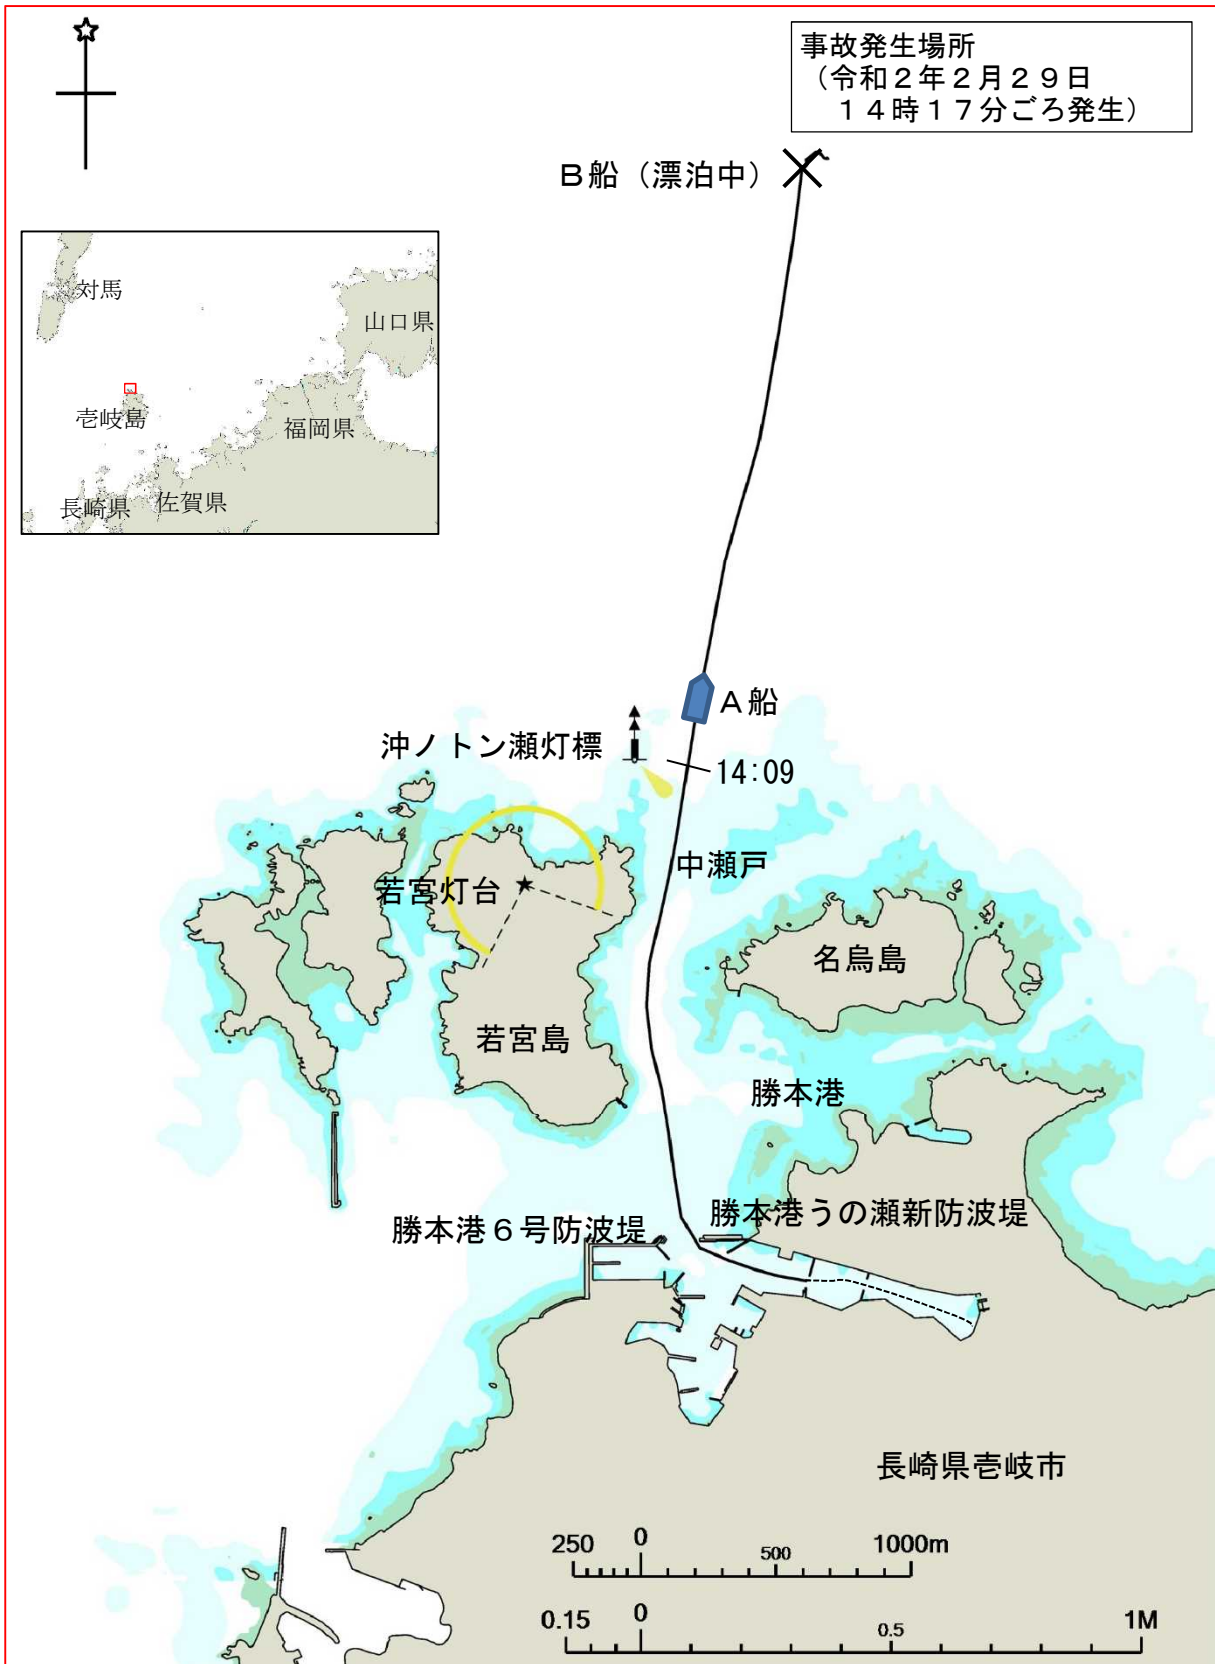 事故発生場所
(令和2年2月29日
14時17分ごろ発生)
B船(漂泊中)
対馬
山口県
壱岐島
福岡県
長崎県
佐賀県
A船
沖ノトン瀬灯標
14:09
中瀬戸
若宮灯台
名烏島
若宮島
勝本港
勝本港うの瀬新防波堤
勝本港6号防波堤
長崎県壱岐市
250 0 500 1000m
0.15 0 0.5 1M